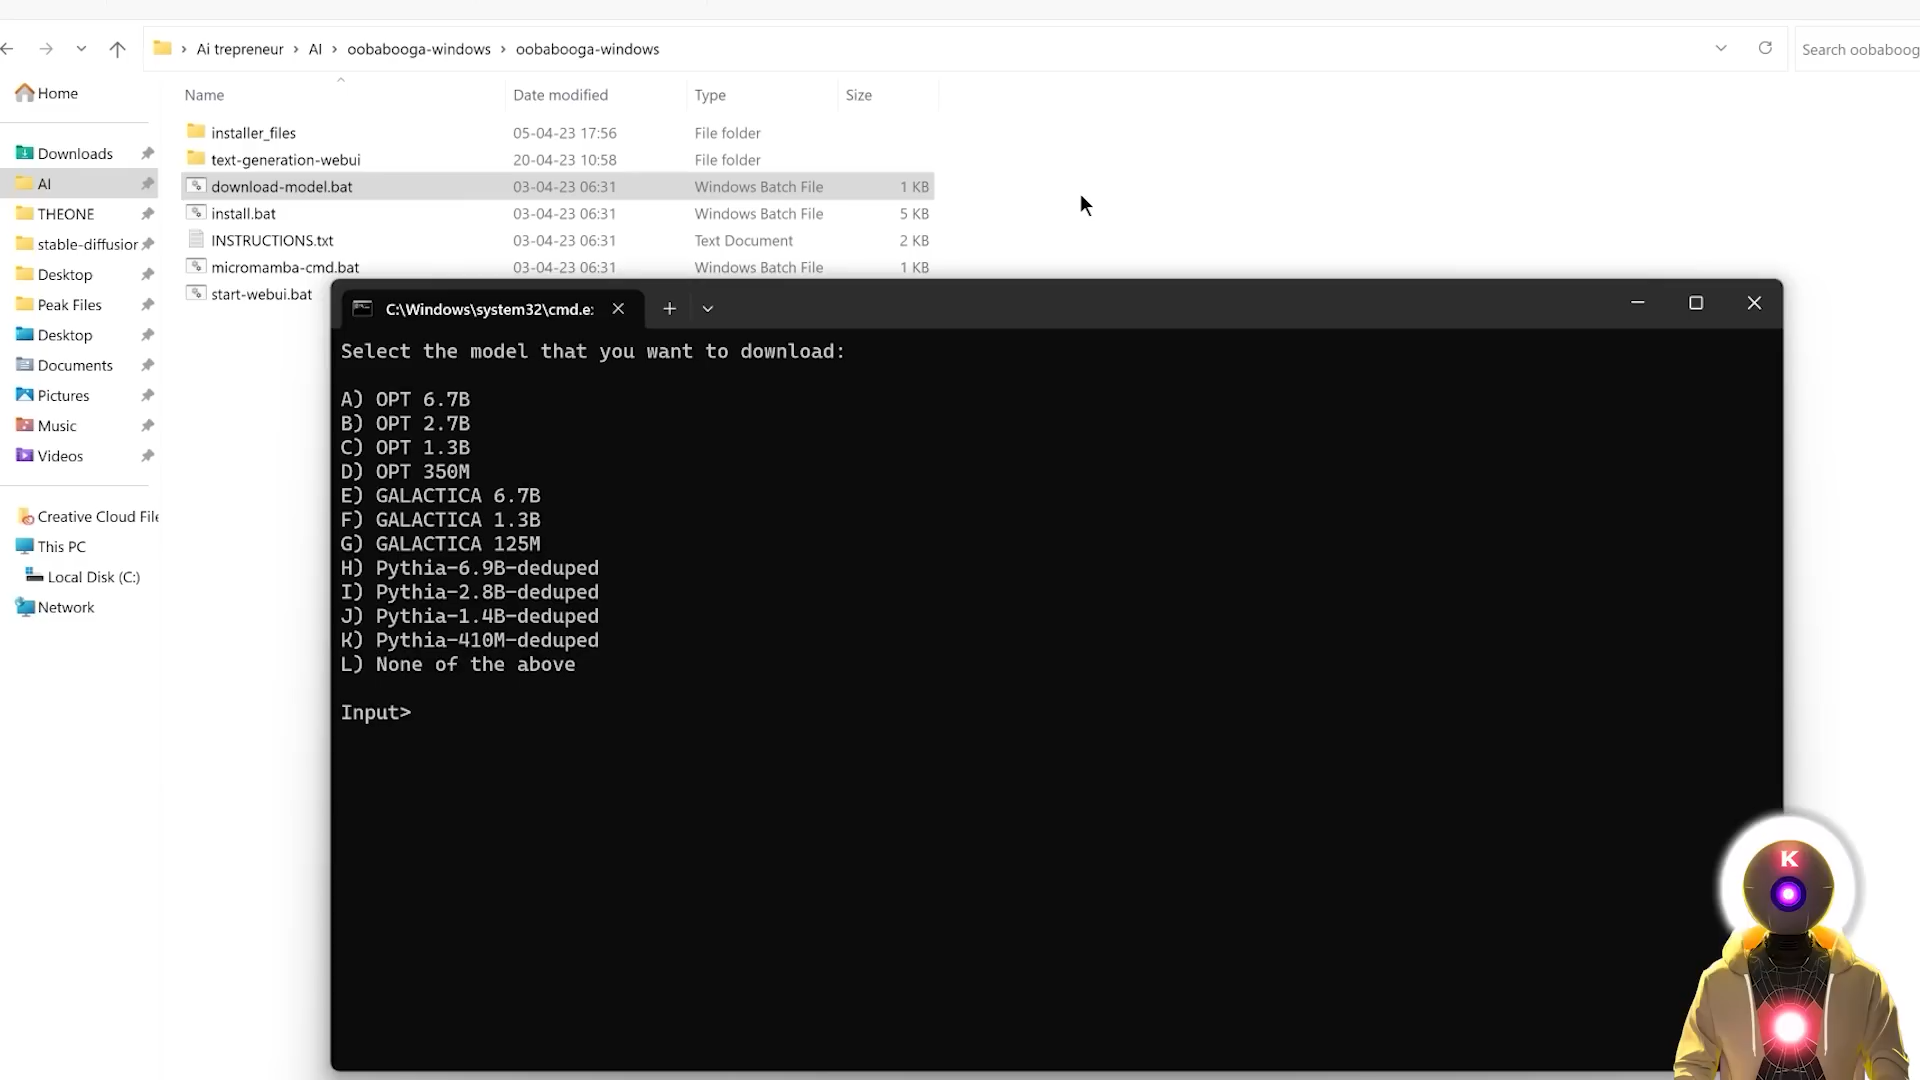 Ai trepreneur > AI > oobabooga-windows > oobabooga-windows
Search oobaboog
Name Date modified Type Size
Home
installer_files 05-04-23 17:56 File folder
text-generation-webui 20-04-23 10:58 File folder
download-model.bat 03-04-23 06:31 Windows Batch File 1 KB
install.bat 03-04-23 06:31 Windows Batch File 5 KB
INSTRUCTIONS.txt 03-04-23 06:31 Text Document 2 KB
micromamba-cmd.bat 03-04-23 06:31 Windows Batch File 1 KB
start-webui.bat
Downloads
AI
THEONE
stable-diffusior
Desktop
Peak Files
Desktop
Documents
Pictures
Music
Videos
Creative Cloud File
This PC
Local Disk (C:)
Network
C:\Windows\system32\cmd.e:
Select the model that you want to download:
A) OPT 6.7B
B) OPT 2.7B
C) OPT 1.3B
D) OPT 350M
E) GALACTICA 6.7B
F) GALACTICA 1.3B
G) GALACTICA 125M
H) Pythia-6.9B-deduped
I) Pythia-2.8B-deduped
J) Pythia-1.4B-deduped
K) Pythia-410M-deduped
L) None of the above
Input>
K